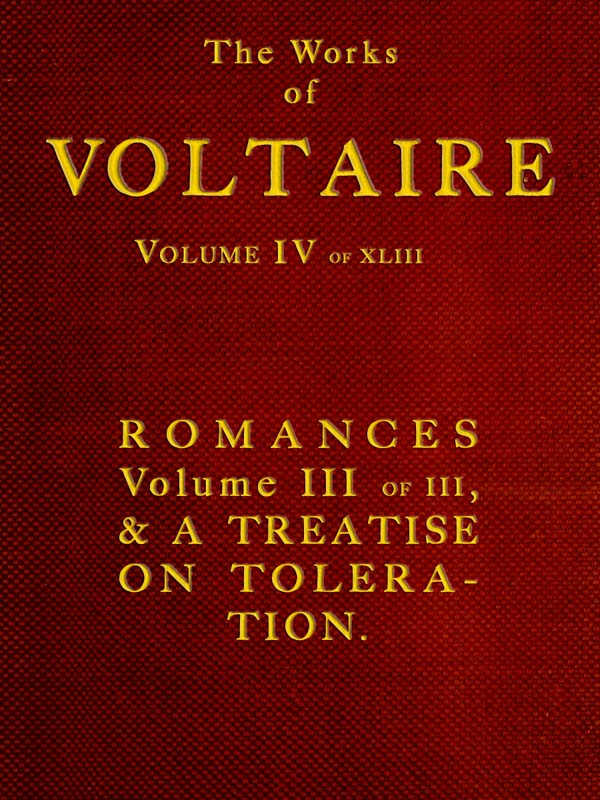 The Works
of
VOLTAIRE
VOLUME IV OF XLIII
ROMANCES
Volume III OF III,
& A TREATISE
ON TOLERA-
TION.